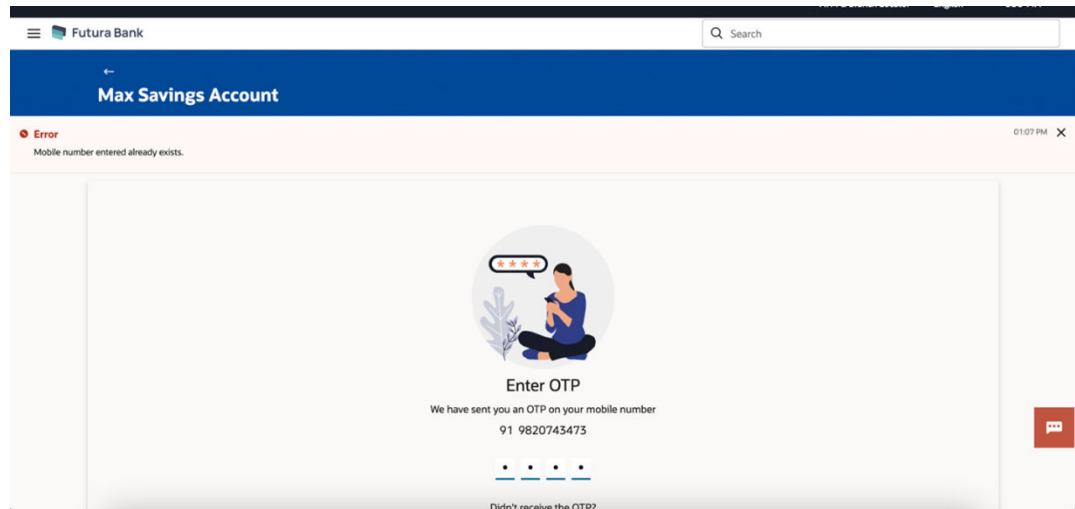 Futura Bank
Search
←
Max Savings Account
Error
01:07 PM
Mobile number entered already exists.
****
Enter OTP
We have sent you an OTP on your mobile number
91 9820743473
Didn't receive the OTP?